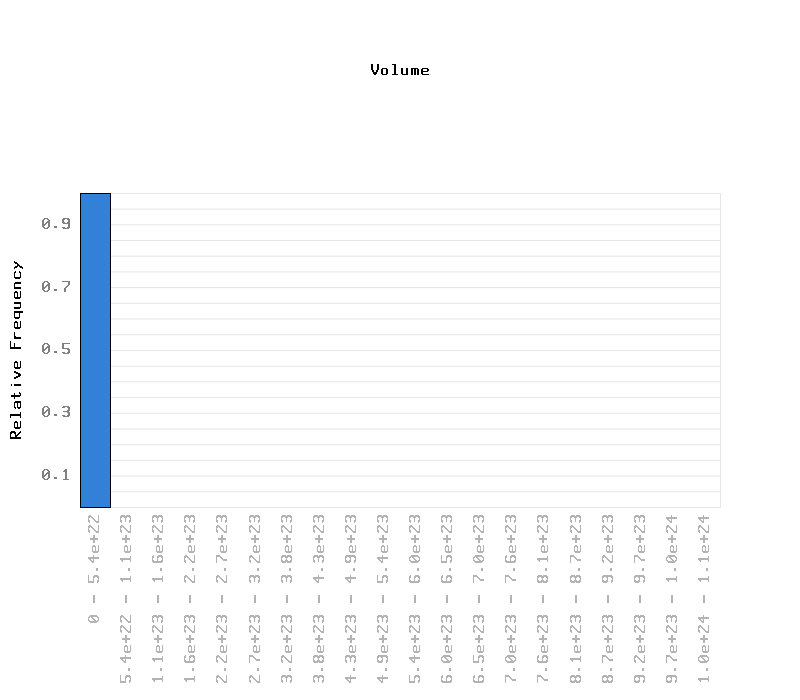 Volume
Relative Frequency
0.9
0.7
0.5
0.3
0.1
0 - 5.4e+22
5.4e+22 - 1.1e+23
1.1e+23 - 1.6e+23
1.6e+23 - 2.2e+23
2.2e+23 - 2.7e+23
2.7e+23 - 3.2e+23
3.2e+23 - 3.8e+23
3.8e+23 - 4.3e+23
4.3e+23 - 4.9e+23
4.9e+23 - 5.4e+23
5.4e+23 - 6.0e+23
6.0e+23 - 6.5e+23
6.5e+23 - 7.0e+23
7.0e+23 - 7.6e+23
7.6e+23 - 8.1e+23
8.1e+23 - 8.7e+23
8.7e+23 - 9.2e+23
9.2e+23 - 9.7e+23
9.7e+23 - 1.0e+24
1.0e+24 - 1.1e+24